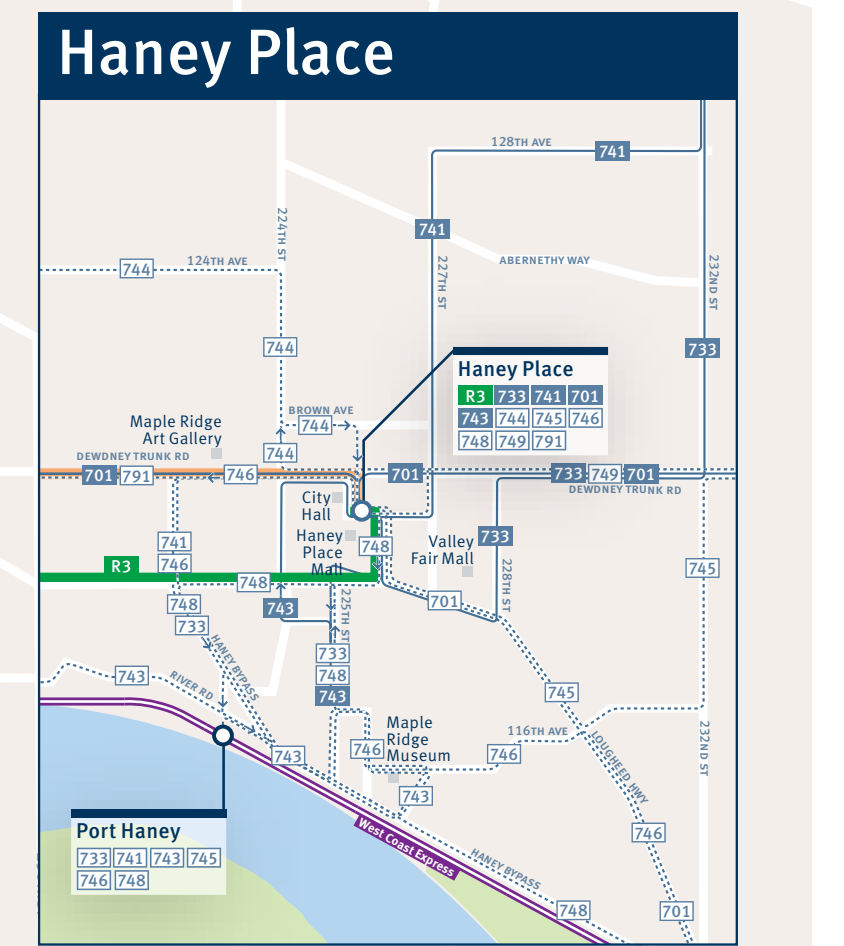 Haney Place
128TH AVE
741
741
224TH ST
124TH AVE
744
ABERNETHY WAY
227TH ST
232ND ST
744
733
Haney Place
R3 733 741 701
743 744 745 746
748 749 791
BROWN AVE
744
Maple Ridge
Art Gallery
744
DEWDNEY TRUNK RD
701 791
746
701
733 749 701
DEWDNEY TRUNK RD
City
Hall
Haney
Place
Mall
748
Valley
Fair Mall
733
741
746
R3
748
745
228TH ST
743
225TH ST
701
748
733
HANEY BYPASS
733
748
743
743
RIVER RD
745
Maple
Ridge
Museum
746
116TH AVE
746
232ND ST
743
743
LOUGHEED HWY
Port Haney
733 741 743 745
746 748
West Coast Express
746
HANEY BYPASS
748
701